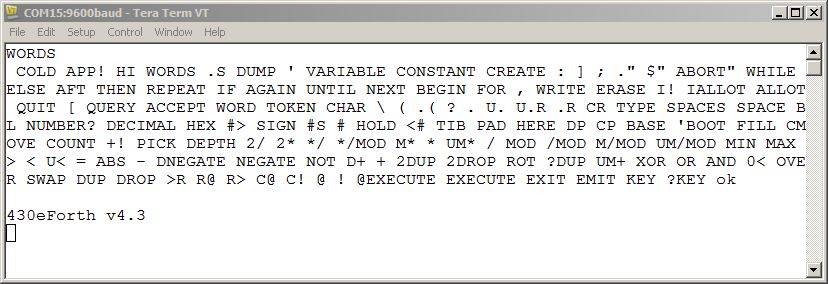 COM15:9600baud - Tera Term VT
File Edit Setup Control Window Help
WORDS
COLD APP! HI WORDS .S DUMP ' VARIABLE CONSTANT CREATE : ] ; ." $" ABORT" WHILE
ELSE AFT THEN REPEAT IF AGAIN UNTIL NEXT BEGIN FOR , WRITE ERASE I! IALLOT ALLOT
QUIT [ QUERY ACCEPT WORD TOKEN CHAR \ ( .( ? . U. U.R .R CR TYPE SPACES SPACE B
L NUMBER? DECIMAL HEX #> SIGN #S # HOLD <# TIB PAD HERE DP CP BASE 'BOOT FILL CM
OVE COUNT +! PICK DEPTH 2/ 2* */ */MOD M* * UM* / MOD /MOD M/MOD UM/MOD MIN MAX
> < U< = ABS - DNEGATE NEGATE NOT D+ + 2DUP 2DROP ROT ?DUP UM+ XOR OR AND 0< OVE
R SWAP DUP DROP >R R@ R> C@ C! @ ! @EXECUTE EXECUTE EXIT EMIT KEY ?KEY ok
430eForth v4.3